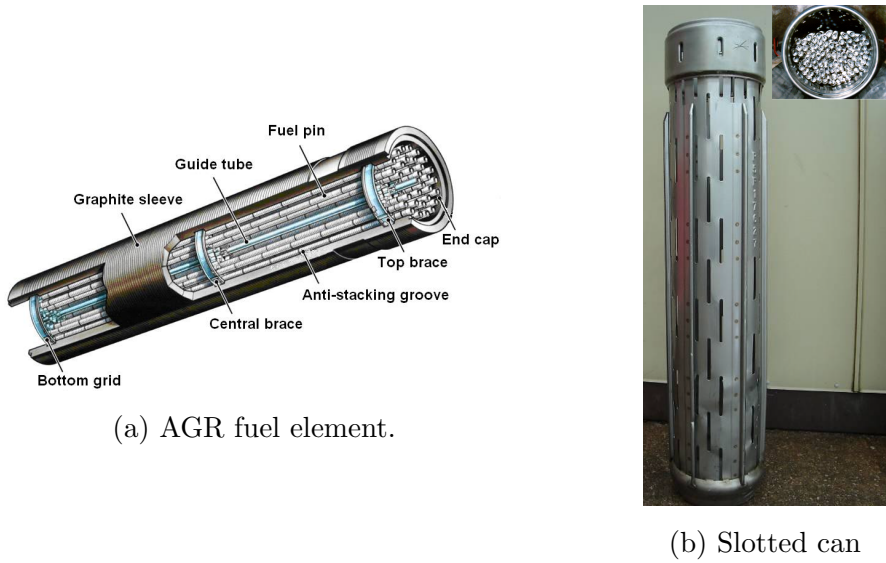 Fuel pin
Guide tube
Graphite sleeve
End cap
Top brace
Anti-stacking groove
Central brace
Bottom grid
(a) AGR fuel element.
(b) Slotted can